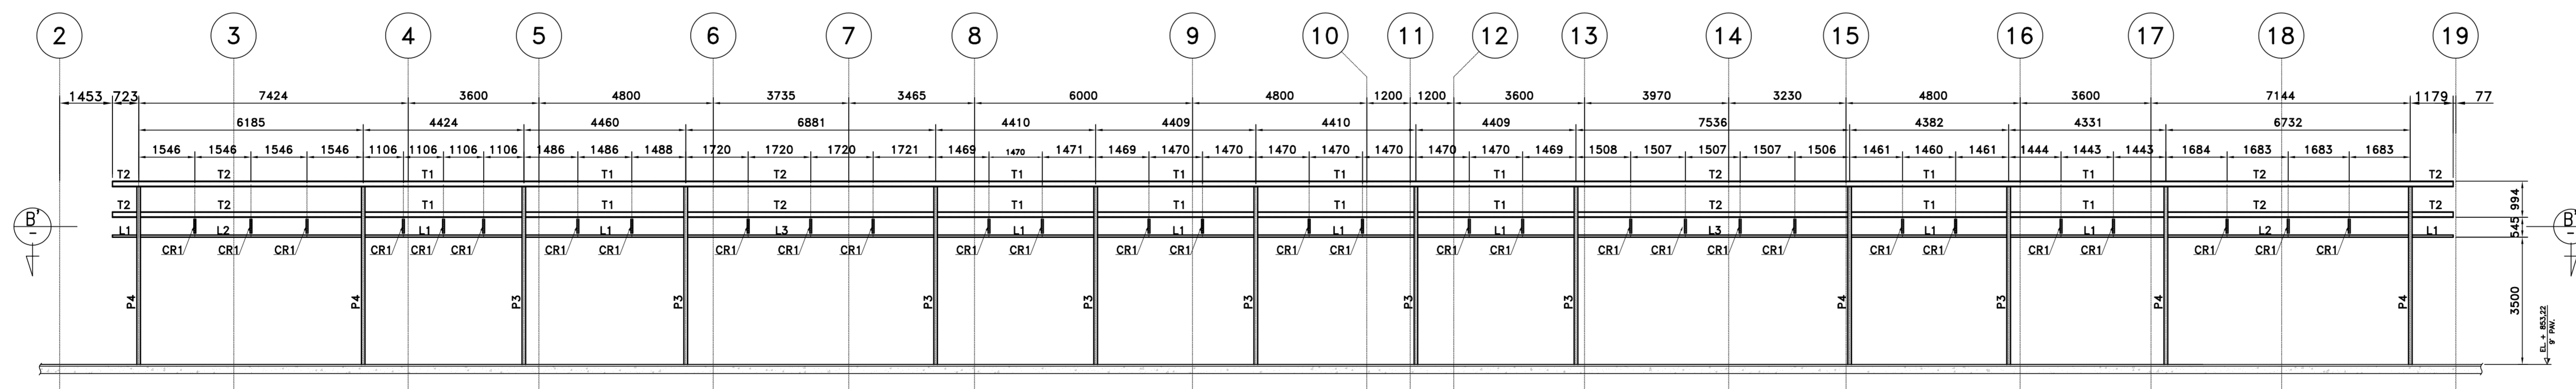 2 3 4 5 6 7 8 9 10 11 12 13 14 15 16 17 18 19
1453 723 7424 3600 4800 3735 3465 6000 4800 1200 1200 3600 3970 3230 4800 3600 7144 1179 77
6185 4424 4460 6881 4410 4409 4410 4409 7536 4382 4331 6732
1546 1546 1546 1546 1106 1106 1106 1106 1486 1486 1488 1720 1720 1720 1721 1469 1470 1471 1469 1470 1470 1470 1470 1470 1470 1470 1469 1508 1507 1507 1507 1506 1461 1460 1461 1444 1443 1443 1684 1683 1683 1683
T2 T2 T1 T1 T2 T1 T1 T1 T1 T2 T1 T1 T2 T2
994
T2 T2 T1 T1 T2 T1 T1 T1 T1 T2 T1 T1 T2 T2
B' B'
- -
545
L1 L2 L1 L1 L3 L1 L1 L1 L1 L3 L1 L1 L2 L1
CR1 CR1 CR1 CR1 CR1 CR1 CR1 CR1 CR1 CR1 CR1 CR1 CR1 CR1 CR1 CR1 CR1 CR1 CR1 CR1 CR1 CR1 CR1 CR1 CR1 CR1 CR1 CR1 CR1 CR1
P4 P4 P3 P3 P3 P3 P3 P3 P3 P4 P3 P4 P4
3500
EL. + 853,22
9º PAV.